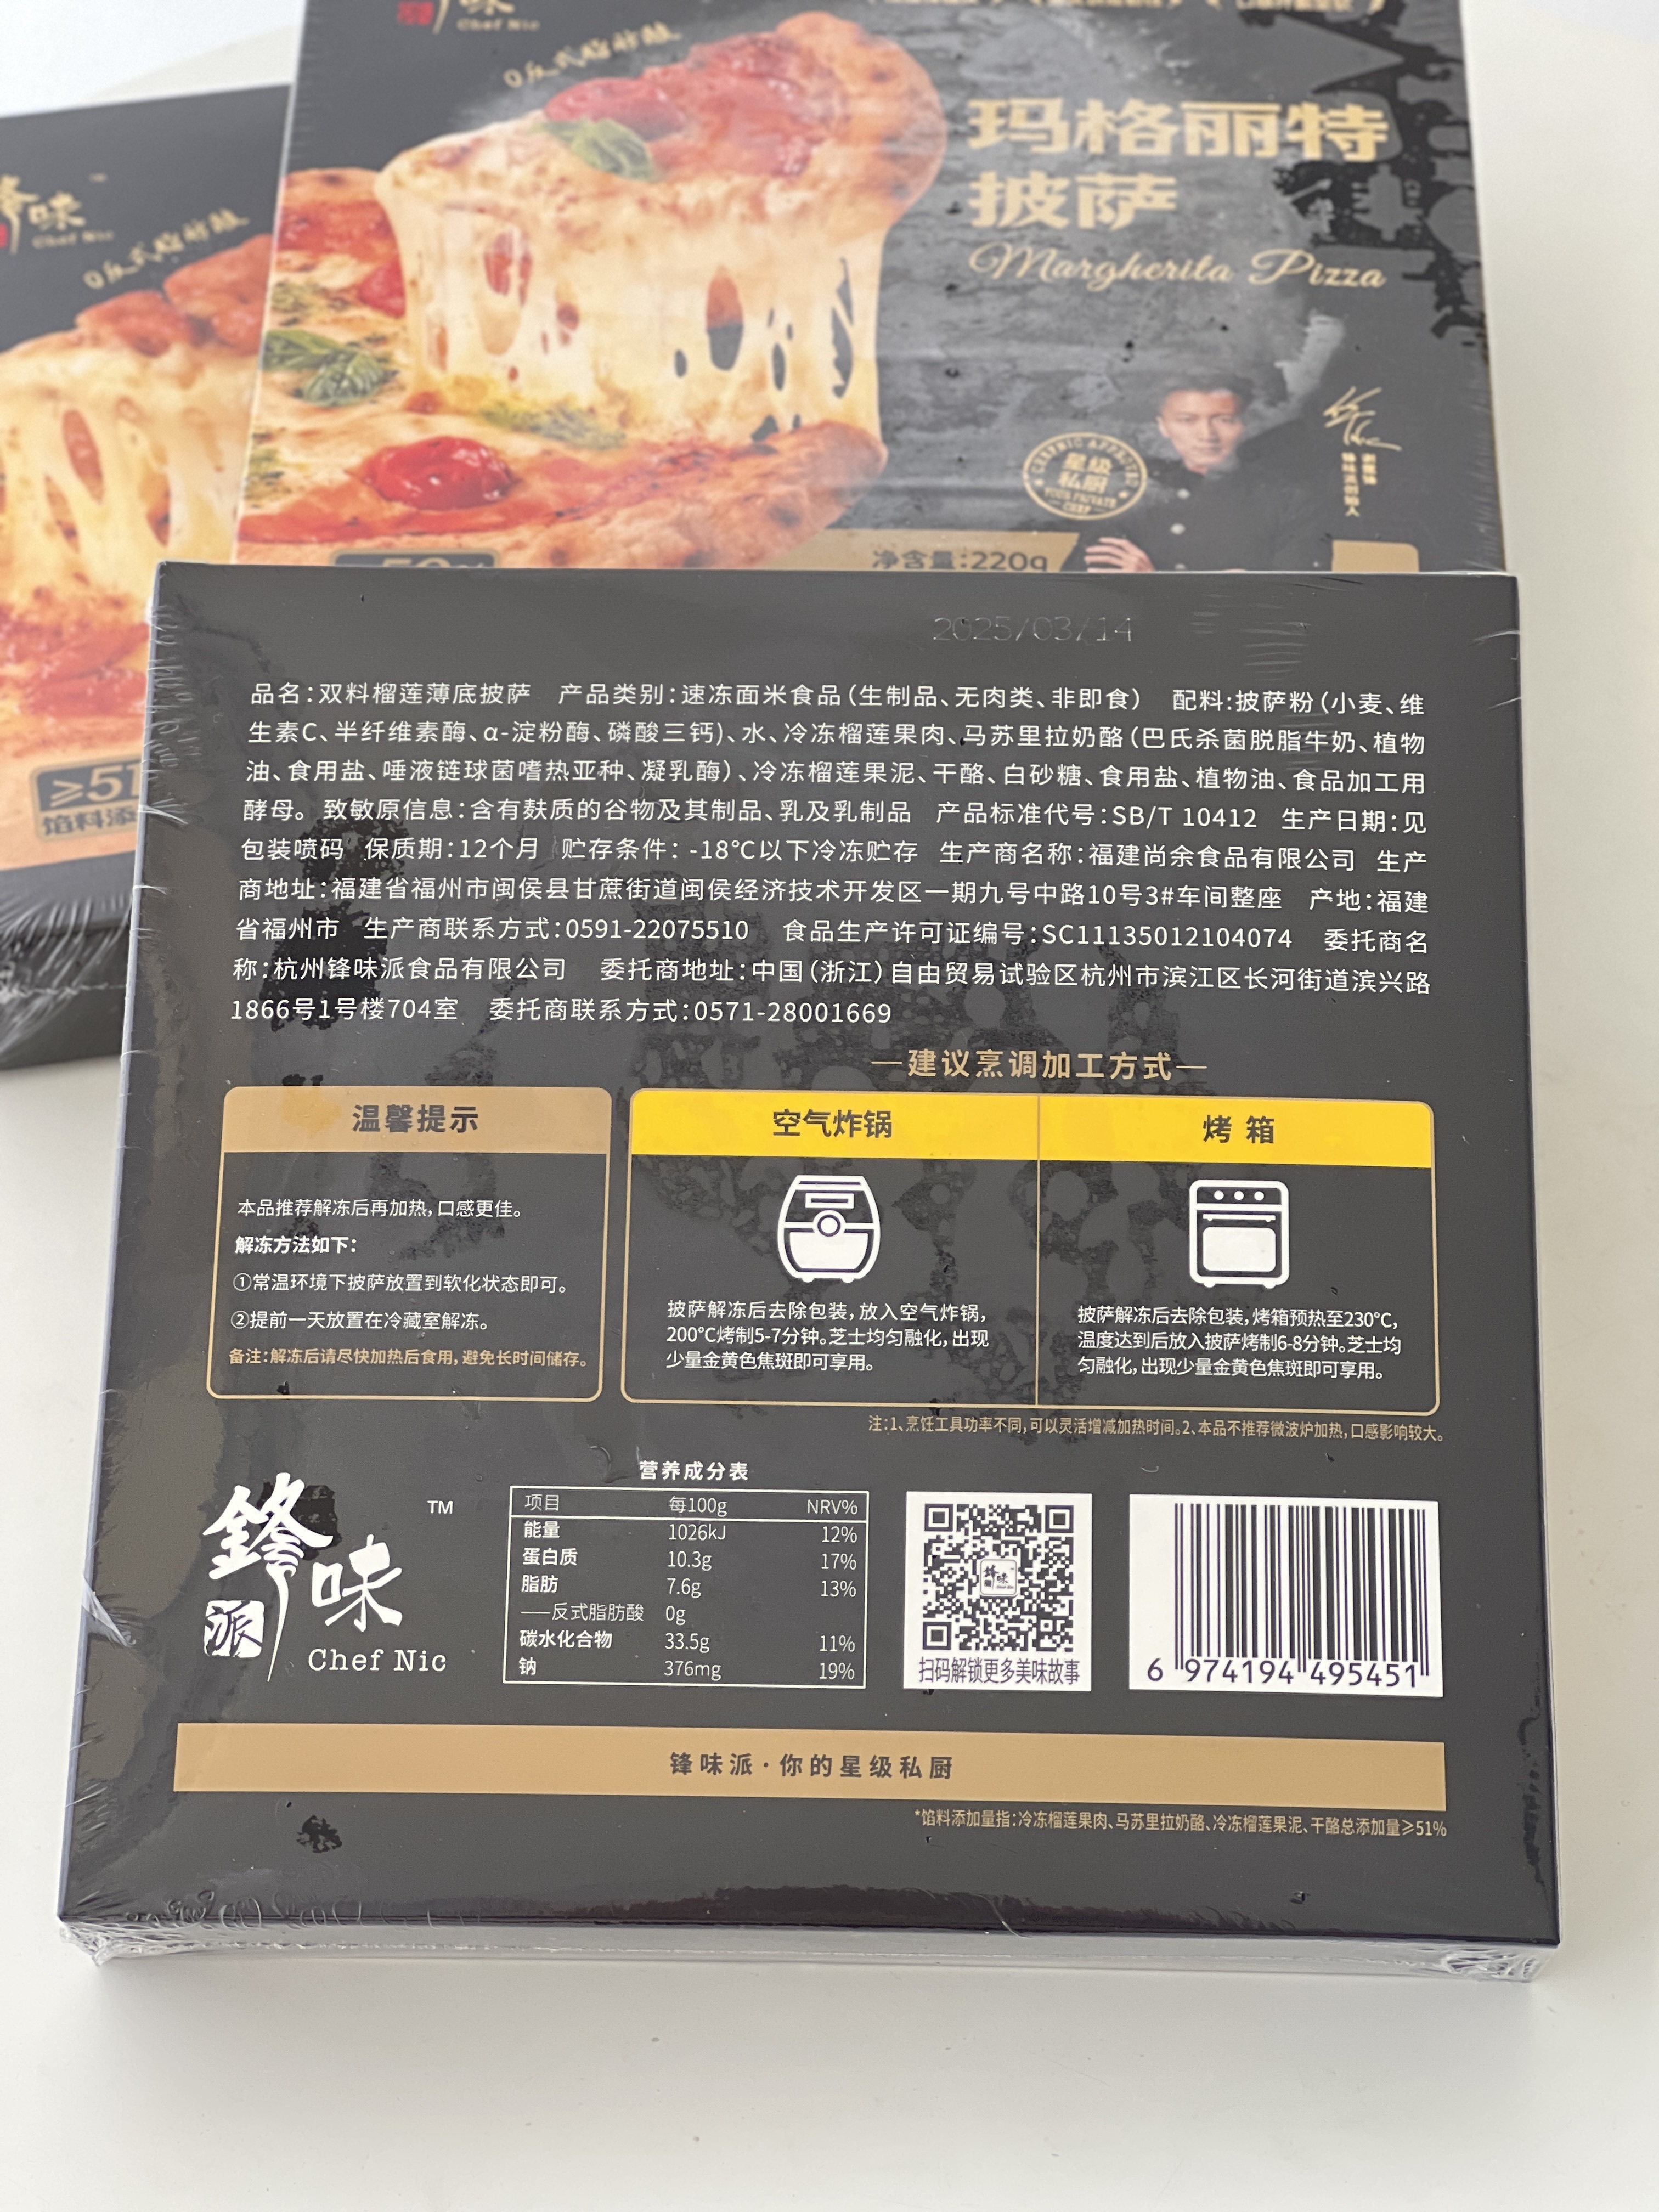 Chef Nic
0反式脂肪酸
玛格丽特
披萨
Margherita Pizza
星级
私厨
净含量:220g
味
Chef Nic
0反式脂肪酸
≥51
馅料添
2025/03/14
品名:双料榴莲薄底披萨 产品类别:速冻面米食品(生制品、无肉类、非即食) 配料:披萨粉(小麦、维
生素C、半纤维素酶、α-淀粉酶、磷酸三钙)、水、冷冻榴莲果肉、马苏里拉奶酪(巴氏杀菌脱脂牛奶、植物
油、食用盐、唾液链球菌嗜热亚种、凝乳酶)、冷冻榴莲果泥、干酪、白砂糖、食用盐、植物油、食品加工用
酵母。致敏原信息:含有麸质的谷物及其制品、乳及乳制品 产品标准代号:SB/T 10412 生产日期:见
包装喷码 保质期:12个月 贮存条件: -18℃以下冷冻贮存 生产商名称:福建尚余食品有限公司 生产
商地址:福建省福州市闽侯县甘蔗街道闽侯经济技术开发区一期九号中路10号3#车间整座 产地:福建
省福州市 生产商联系方式:0591-22075510 食品生产许可证编号:SC11135012104074 委托商名
称:杭州锋味派食品有限公司 委托商地址:中国(浙江)自由贸易试验区杭州市滨江区长河街道滨兴路
1866号1号楼704室 委托商联系方式:0571-28001669
—建议烹调加工方式—
温馨提示
本品推荐解冻后再加热,口感更佳。
解冻方法如下:
①常温环境下披萨放置到软化状态即可。
②提前一天放置在冷藏室解冻。
备注:解冻后请尽快加热后食用,避免长时间储存。
空气炸锅
披萨解冻后去除包装,放入空气炸锅,
200℃烤制5-7分钟。芝士均匀融化,出现
少量金黄色焦斑即可享用。
烤 箱
披萨解冻后去除包装,烤箱预热至230℃,
温度达到后放入披萨烤制6-8分钟。芝士均
匀融化,出现少量金黄色焦斑即可享用。
注:1、烹饪工具功率不同,可以灵活增减加热时间。2、本品不推荐微波炉加热,口感影响较大。
鋒味派 TM
Chef Nic
营养成分表
项目 每100g NRV%
能量 1026kJ 12%
蛋白质 10.3g 17%
脂肪 7.6g 13%
——反式脂肪酸 0g
碳水化合物 33.5g 11%
钠 376mg 19%
扫码解锁更多美味故事
6 974194 495451
锋味派·你的星级私厨
*馅料添加量指:冷冻榴莲果肉、马苏里拉奶酪、冷冻榴莲果泥、干酪总添加量≥51%